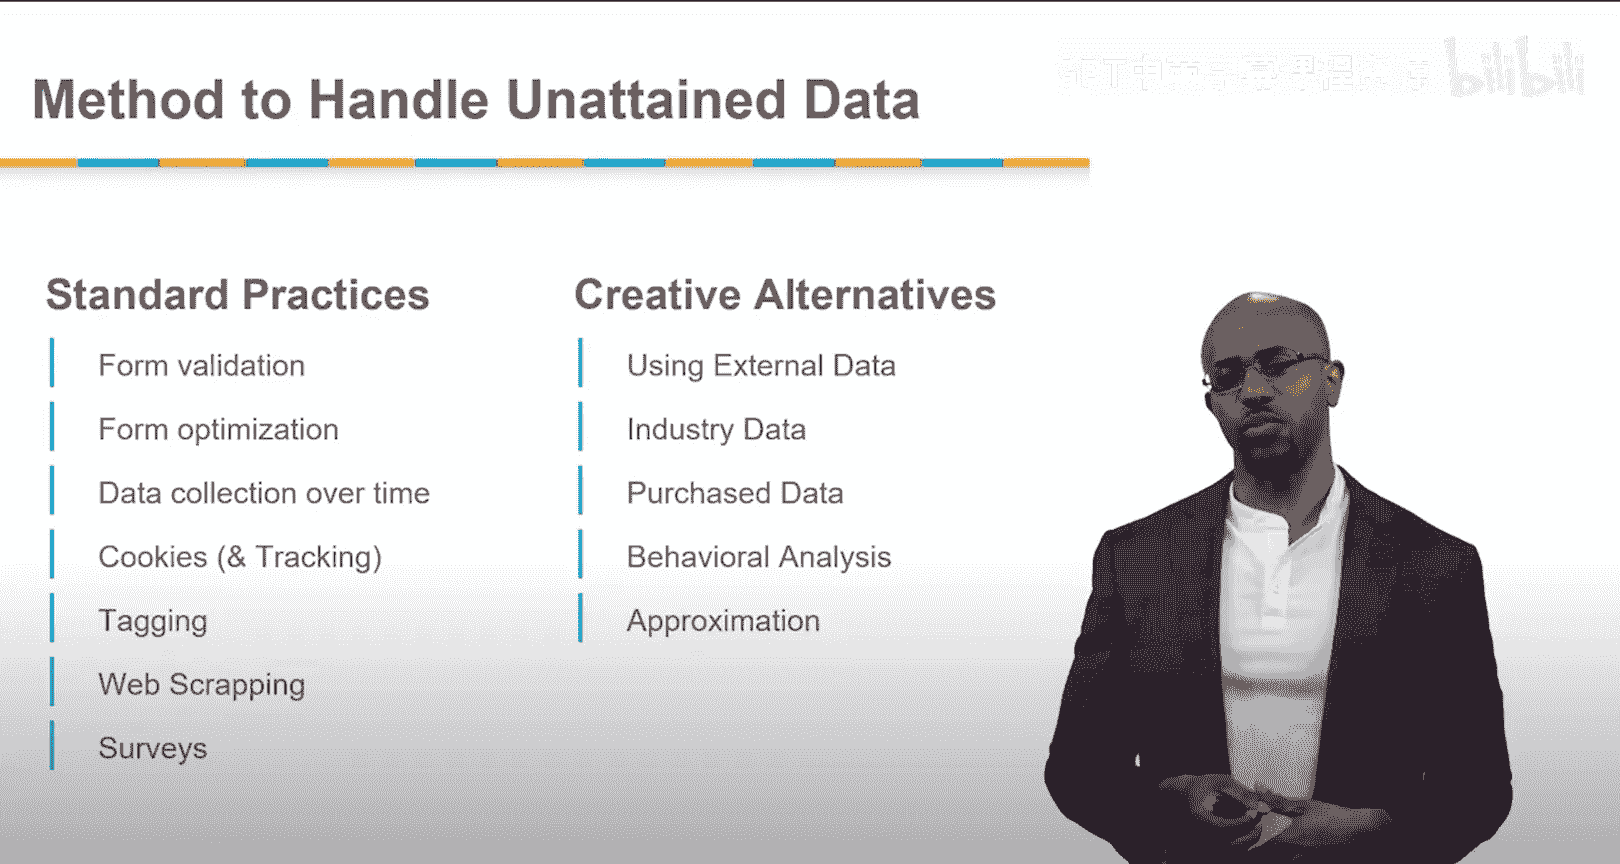 Method to Handle Unattained Data
Standard Practices
Form validation
Form optimization
Data collection over time
Cookies (& Tracking)
Tagging
Web Scrapping
Surveys
Creative Alternatives
Using External Data
Industry Data
Purchased Data
Behavioral Analysis
Approximation
bilibili